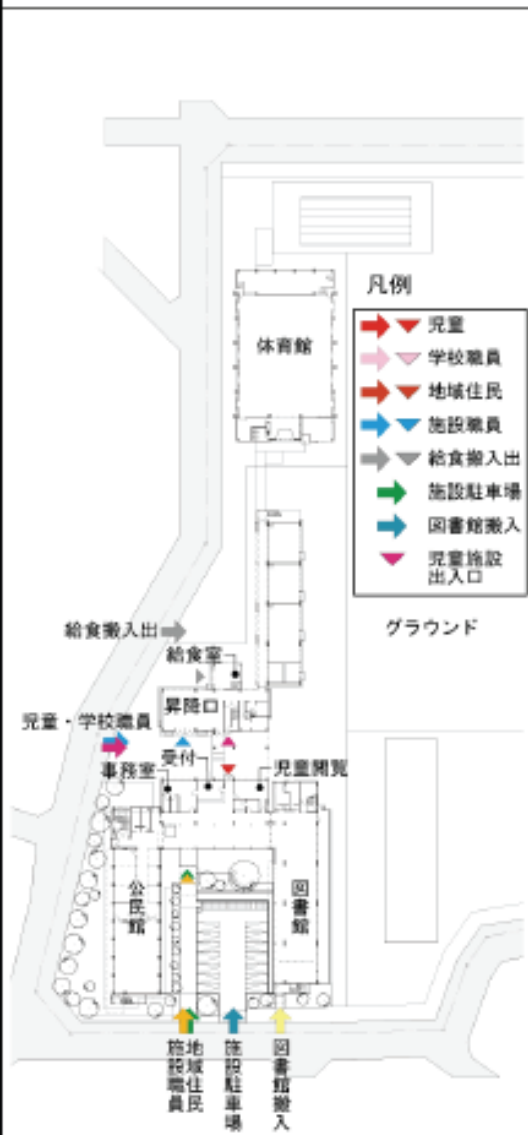 体育館
凡例
児童
学校職員
地域住民
施設職員
給食搬入出
施設駐車場
図書館搬入
児童施設
出入口
グラウンド
給食搬入出
給食室
昇降口
児童・学校職員
事務室
受付
児童閲覧
公民館
図書館
地域住民
施設職員
施設駐車場
図書館搬入